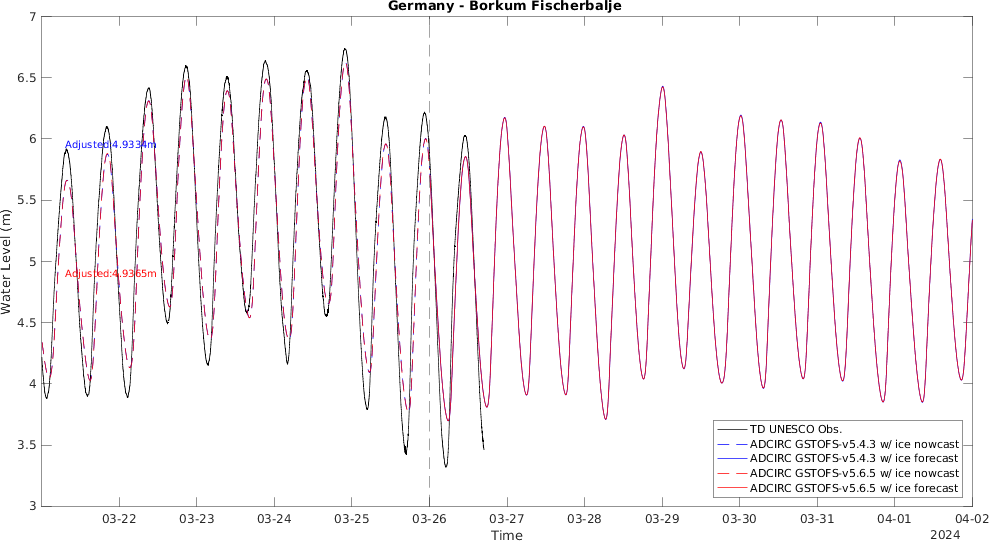 Germany - Borkum Fischerbalje
7
6.5
6
5.5
5
4.5
4
3.5
3
Water Level (m)
Adjusted:4.9334m
Adjusted:4.9365m
TD UNESCO Obs.
ADCIRC GSTOFS-v5.4.3 w/ ice nowcast
ADCIRC GSTOFS-v5.4.3 w/ ice forecast
ADCIRC GSTOFS-v5.6.5 w/ ice nowcast
ADCIRC GSTOFS-v5.6.5 w/ ice forecast
03-22 03-23 03-24 03-25 03-26 03-27 03-28 03-29 03-30 03-31 04-01 04-02
Time
2024